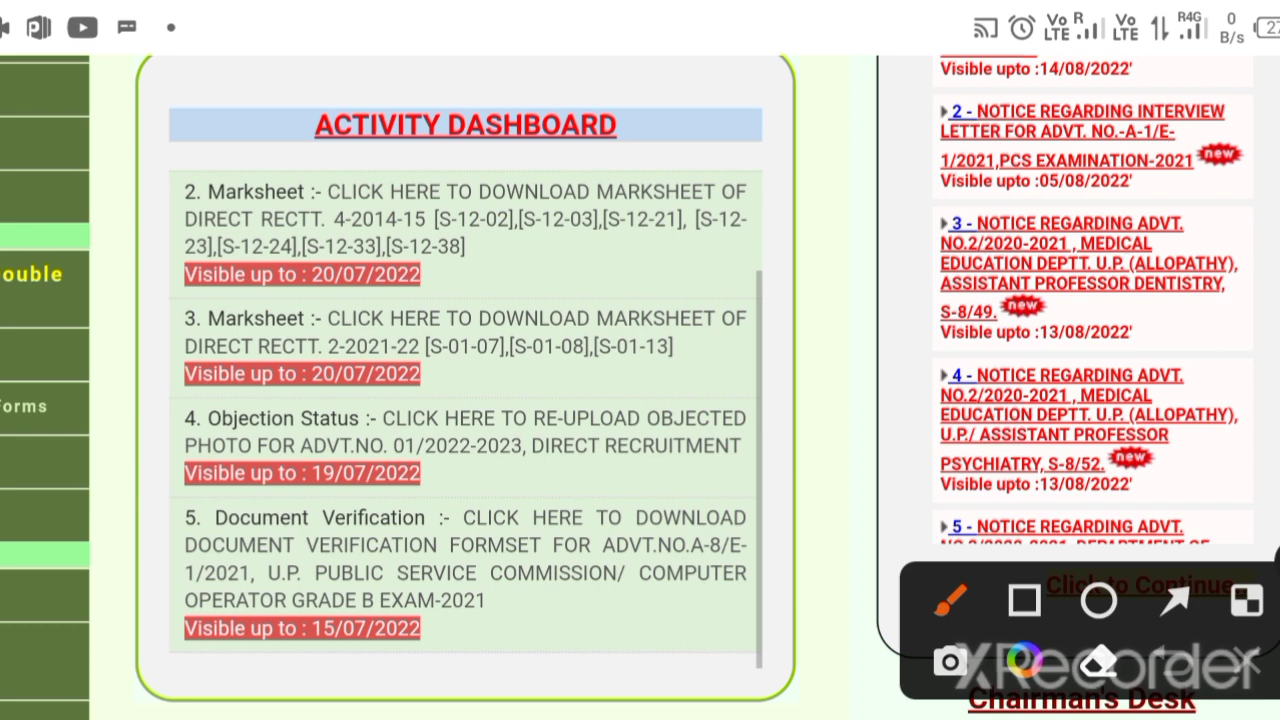 Vo
LTE
R
Vo
LTE
R4G
0
B/s
27
ouble
Forms
ACTIVITY DASHBOARD
2. Marksheet :- CLICK HERE TO DOWNLOAD MARKSHEET OF
DIRECT RECTT. 4-2014-15 [S-12-02],[S-12-03],[S-12-21], [S-12-
23],[S-12-24],[S-12-33],[S-12-38]
Visible up to : 20/07/2022
3. Marksheet :- CLICK HERE TO DOWNLOAD MARKSHEET OF
DIRECT RECTT. 2-2021-22 [S-01-07],[S-01-08],[S-01-13]
Visible up to : 20/07/2022
4. Objection Status :- CLICK HERE TO RE-UPLOAD OBJECTED
PHOTO FOR ADVT.NO. 01/2022-2023, DIRECT RECRUITMENT
Visible up to : 19/07/2022
5. Document Verification :- CLICK HERE TO DOWNLOAD
DOCUMENT VERIFICATION FORMSET FOR ADVT.NO.A-8/E-
1/2021, U.P. PUBLIC SERVICE COMMISSION/ COMPUTER
OPERATOR GRADE B EXAM-2021
Visible up to : 15/07/2022
Visible upto :14/08/2022'
2 - NOTICE REGARDING INTERVIEW
LETTER FOR ADVT. NO.-A-1/E-
1/2021,PCS EXAMINATION-2021 new
Visible upto :05/08/2022'
3 - NOTICE REGARDING ADVT.
NO.2/2020-2021 , MEDICAL
EDUCATION DEPTT. U.P. (ALLOPATHY),
ASSISTANT PROFESSOR DENTISTRY,
S-8/49. new
Visible upto :13/08/2022'
4 - NOTICE REGARDING ADVT.
NO.2/2020-2021 , MEDICAL
EDUCATION DEPTT. U.P. (ALLOPATHY),
U.P./ ASSISTANT PROFESSOR
PSYCHIATRY, S-8/52. new
Visible upto :13/08/2022'
5 - NOTICE REGARDING ADVT.
Click to Continue
XRecorder
Chairman's Desk